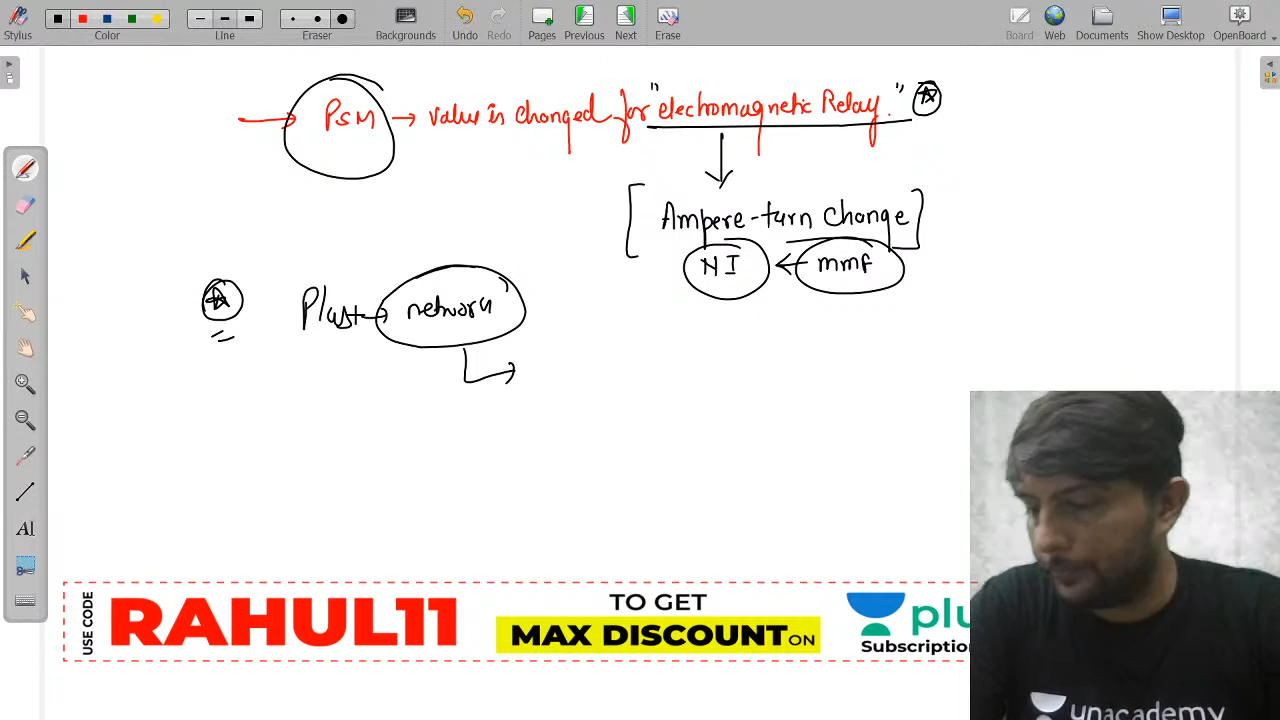 Stylus
Color
Line
Eraser
Backgrounds
Undo
Redo
Pages
Previous
Next
Erase
Board
Web
Documents
Show Desktop
OpenBoard
PSM → value is changed for "electromagnetic Relay."
[Ampere-turn change]
NI ← mmf
network
USE CODE
RAHUL11
TO GET
MAX DISCOUNT ON
plu
Subscription
unacademy